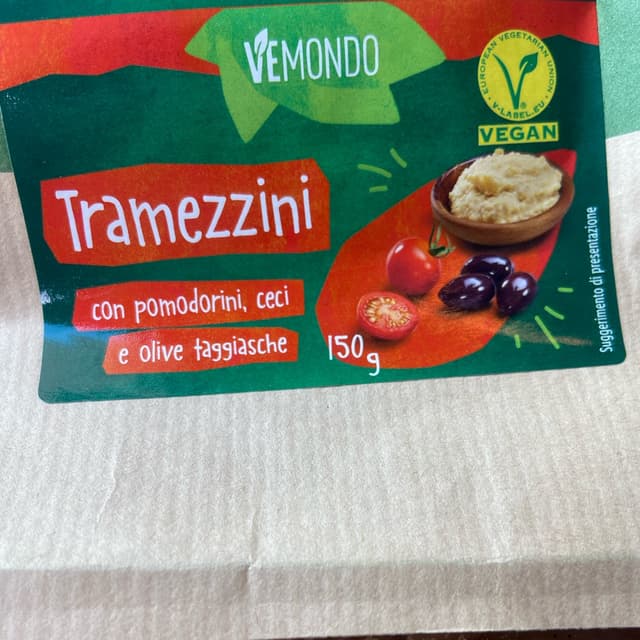 VEMONDO
EUROPEAN VEGETARIAN UNION
V-LABEL.EU
VEGAN
Tramezzini
con pomodorini, ceci
e olive taggiasche
150g
Suggerimento di presentazione